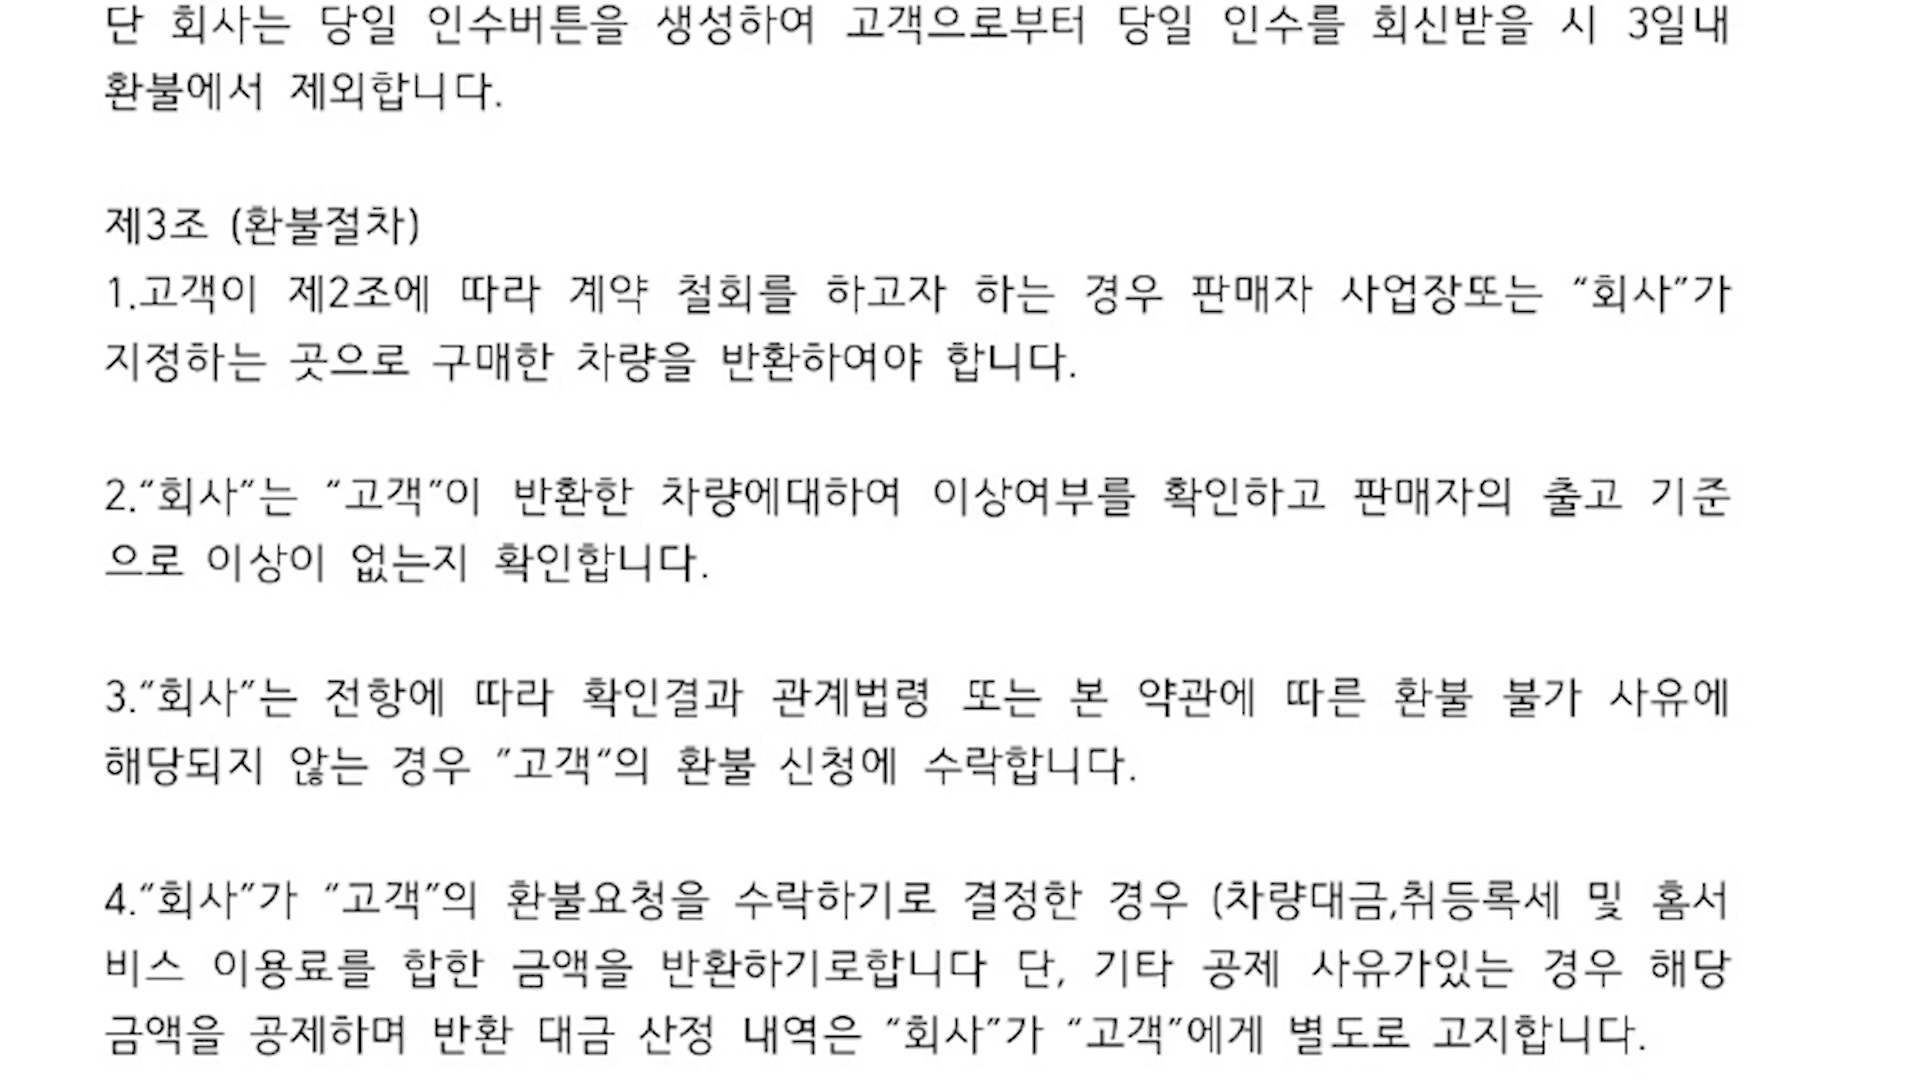 단 회사는 당일 인수버튼을 생성하여 고객으로부터 당일 인수를 회신받을 시 3일내
환불에서 제외합니다.
제3조 (환불절차)
1.고객이 제2조에 따라 계약 철회를 하고자 하는 경우 판매자 사업장또는 “회사”가
지정하는 곳으로 구매한 차량을 반환하여야 합니다.
2.“회사”는 “고객”이 반환한 차량에대하여 이상여부를 확인하고 판매자의 출고 기준
으로 이상이 없는지 확인합니다.
3.“회사”는 전항에 따라 확인결과 관계법령 또는 본 약관에 따른 환불 불가 사유에
해당되지 않는 경우 ”고객“의 환불 신청에 수락합니다.
4.“회사”가 “고객”의 환불요청을 수락하기로 결정한 경우 (차량대금,취등록세 및 홈서
비스 이용료를 합한 금액을 반환하기로합니다 단, 기타 공제 사유가있는 경우 해당
금액을 공제하며 반환 대금 산정 내역은 “회사”가 “고객”에게 별도로 고지합니다.